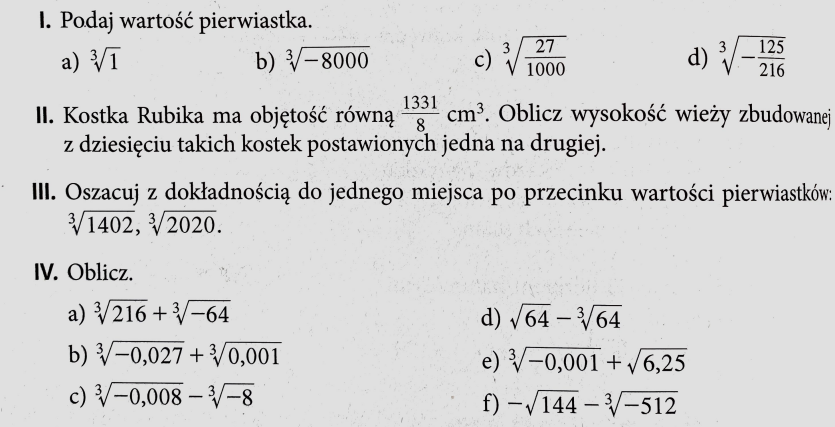 I. Podaj wartość pierwiastka.
a) ∛1 b) ∛−8000 c) ∛(27/1000) d) ∛(−125/216)
II. Kostka Rubika ma objętość równą 1331/8 cm³. Oblicz wysokość wieży zbudowanej
z dziesięciu takich kostek postawionych jedna na drugiej.
III. Oszacuj z dokładnością do jednego miejsca po przecinku wartości pierwiastków:
∛1402, ∛2020.
IV. Oblicz.
a) ∛216 + ∛−64
b) ∛−0,027 + ∛0,001
c) ∛−0,008 − ∛−8
d) √64 − ∛64
e) ∛−0,001 + √6,25
f) −√144 − ∛−512